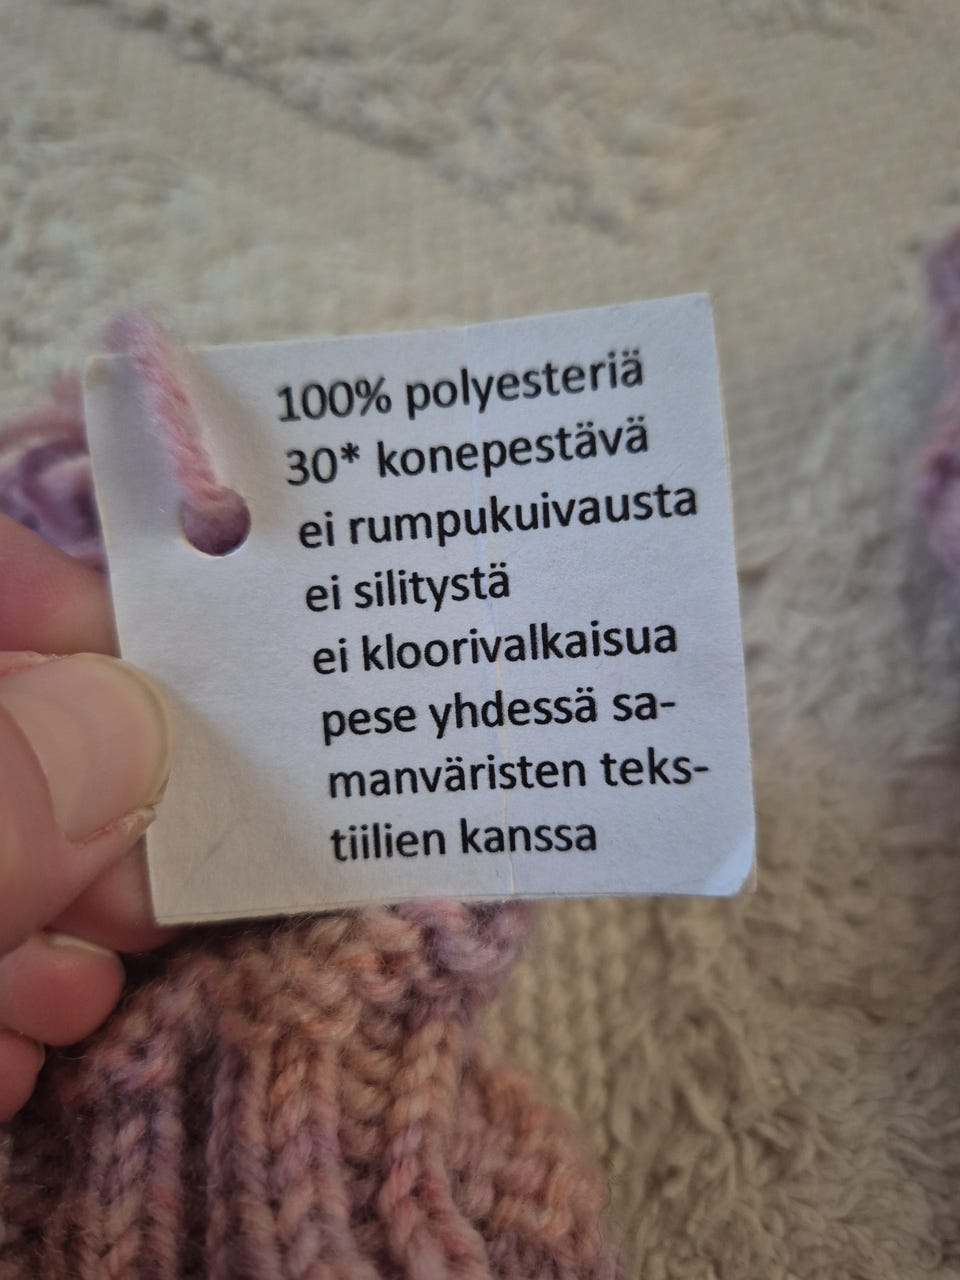 100% polyesteriä
30* konepestävä
ei rumpukuivausta
ei silitystä
ei kloorivalkaisua
pese yhdessä sa-
manväristen teks-
tiilien kanssa